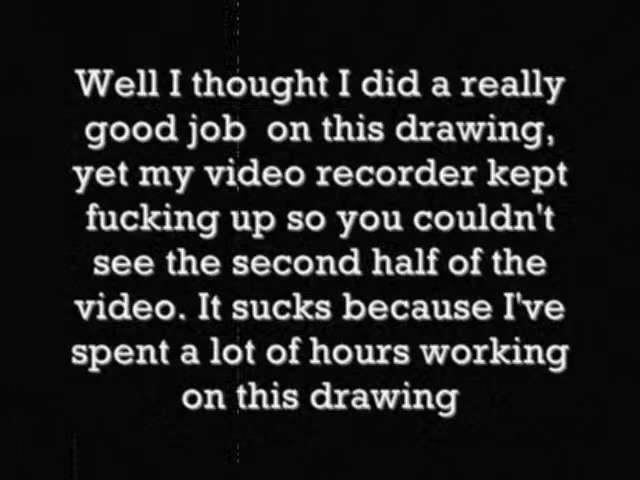 Well I thought I did a really
good job  on this drawing,
yet my video recorder kept
fucking up so you couldn't
see the second half of the
video. It sucks because I've
spent a lot of hours working
on this drawing